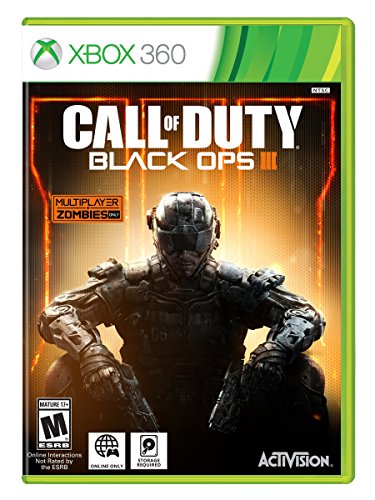 XBOX 360
NTSC
CALL OF DUTY
BLACK OPS III
MULTIPLAYER
& ZOMBIES ONLY
MATURE 17+
M
ESRB
Online Interactions
Not Rated by
the ESRB
ONLINE ONLY
STORAGE
REQUIRED
ACTIVISION